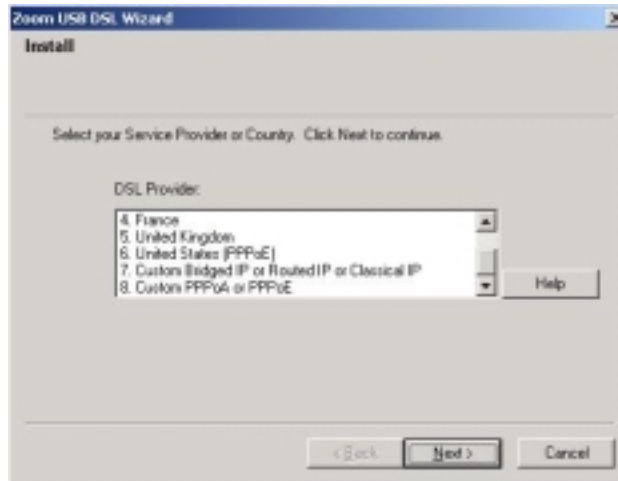 Zoom USB DSL Wizard
Install
Select your Service Provider or Country. Click Next to continue.
DSL Provider:
4. France
5. United Kingdom
6. United States (PPPoE)
7. Custom Bridged IP or Routed IP or Classical IP
8. Custom PPPoA or PPPoE
Help
< Back
Next >
Cancel